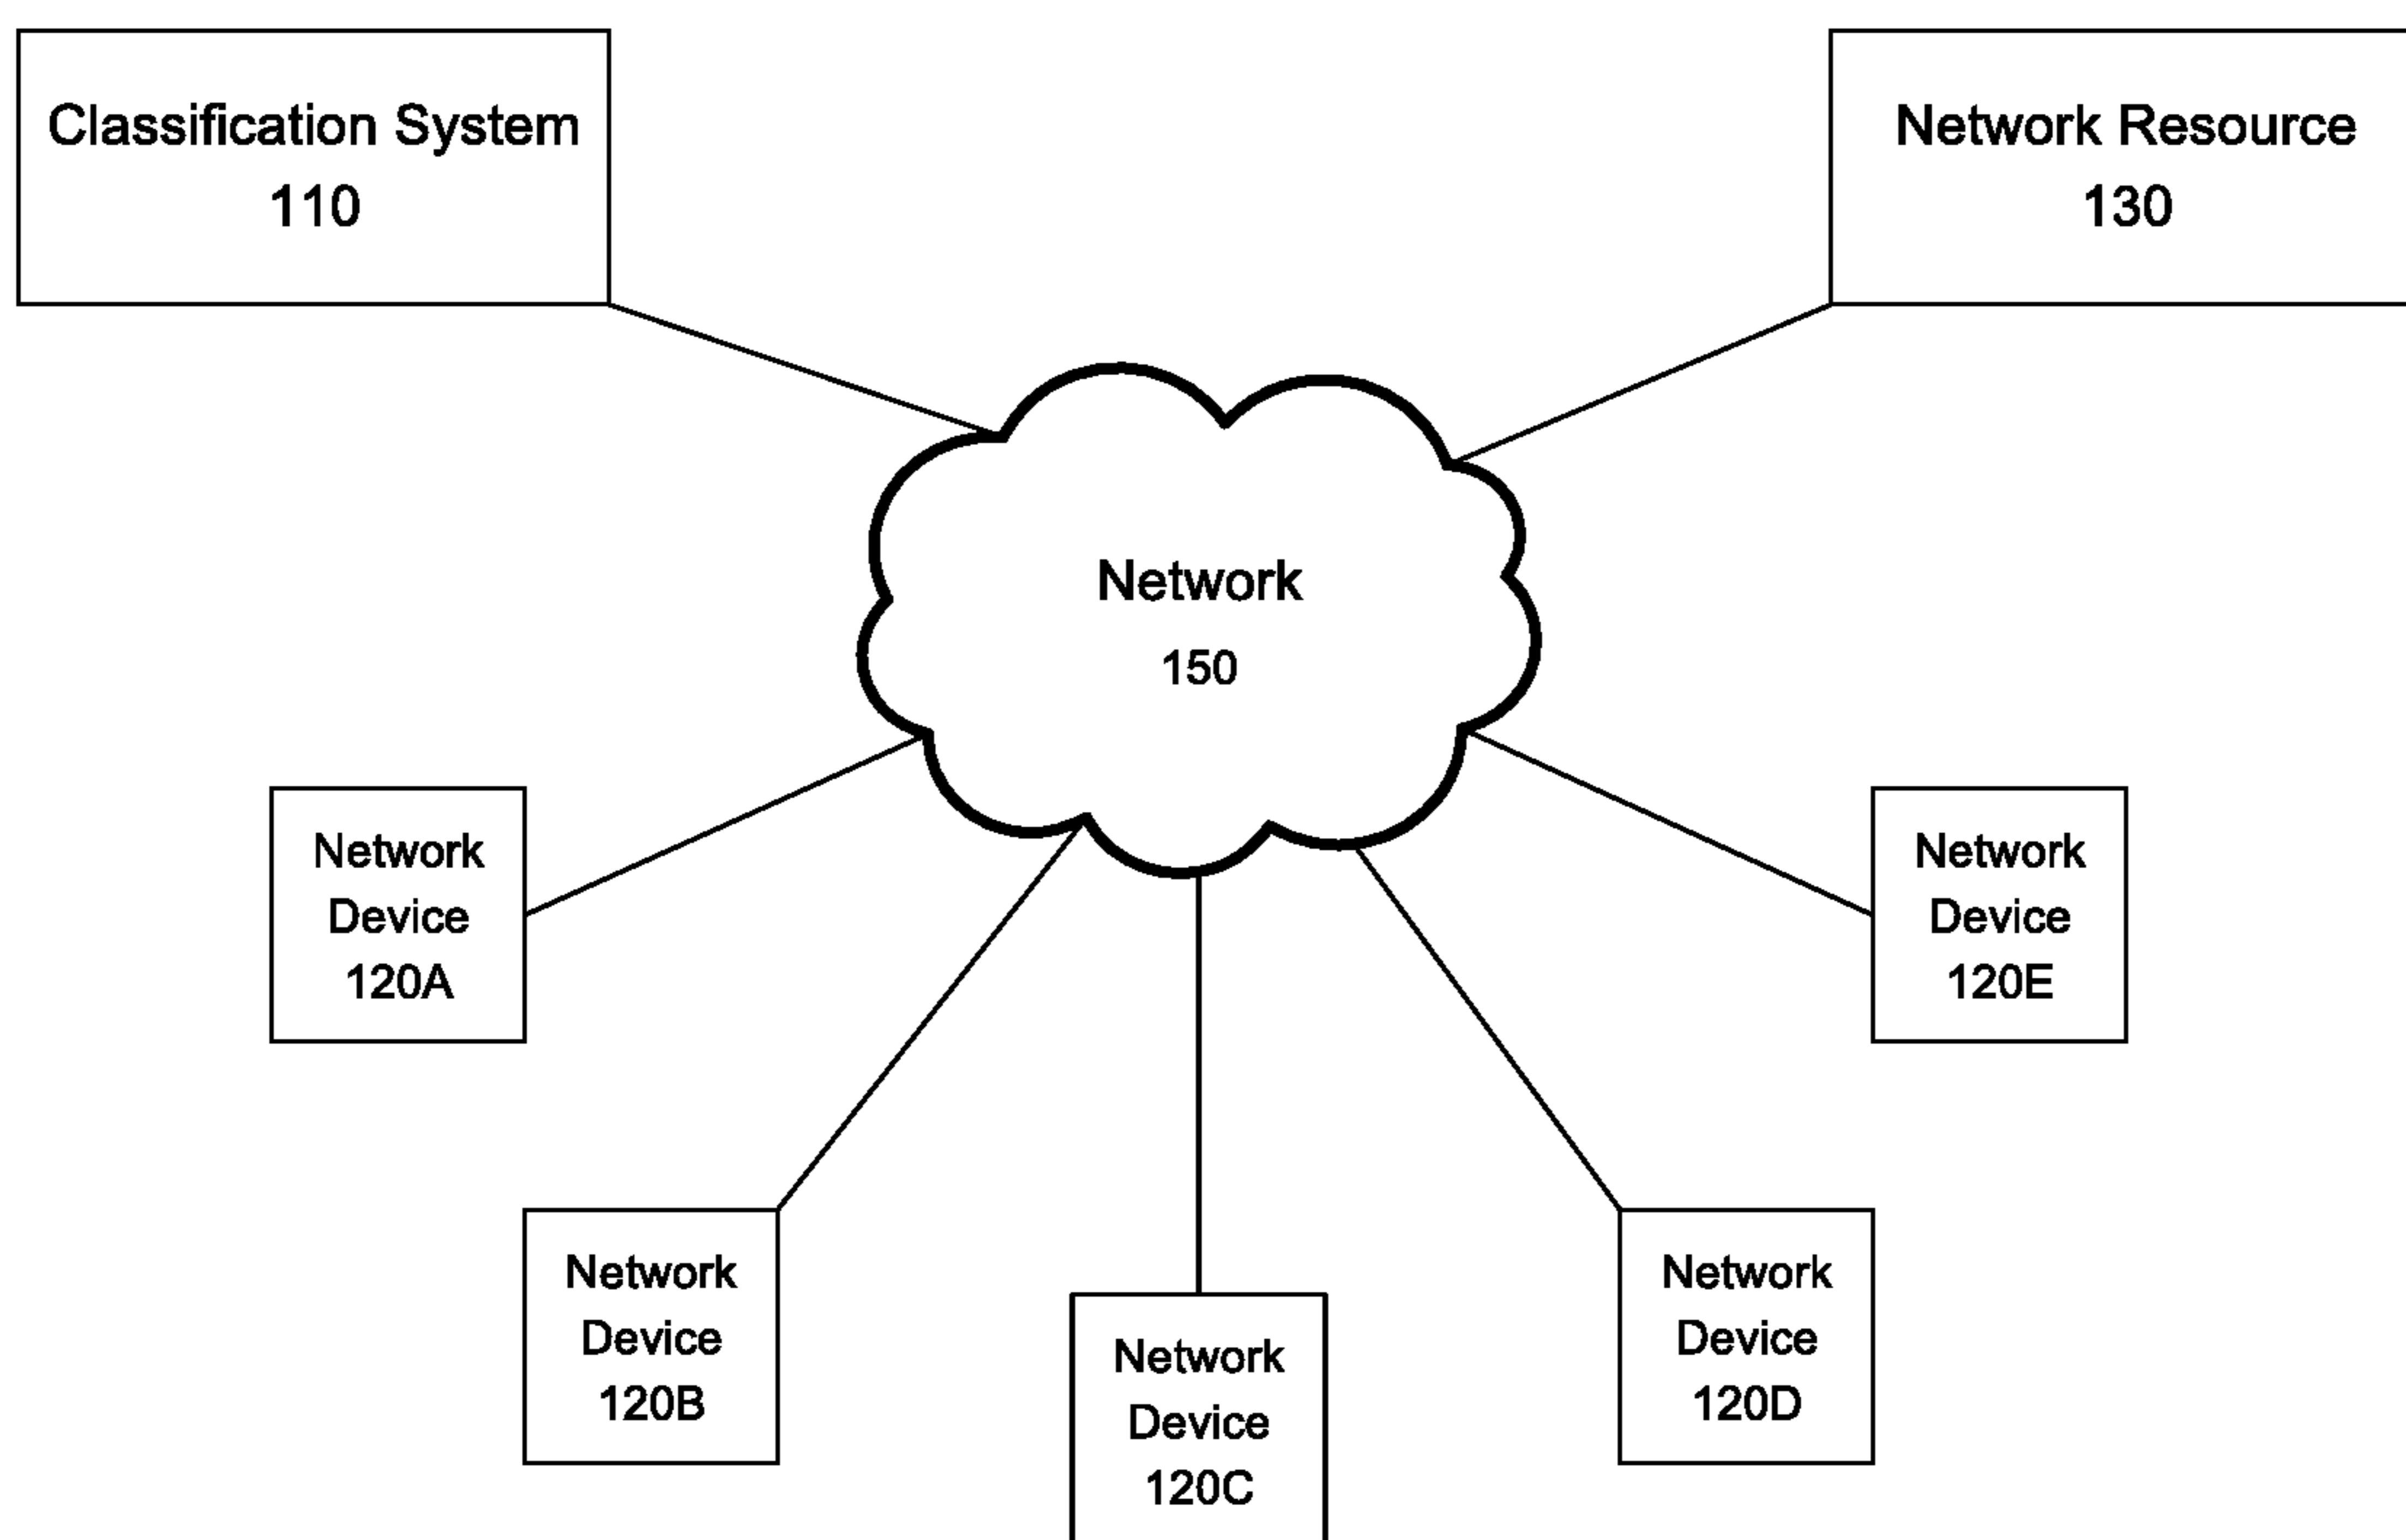 Classification System
110
Network Resource
130
Network
150
Network
Device
120A
Network
Device
120E
Network
Device
120B
Network
Device
120C
Network
Device
120D